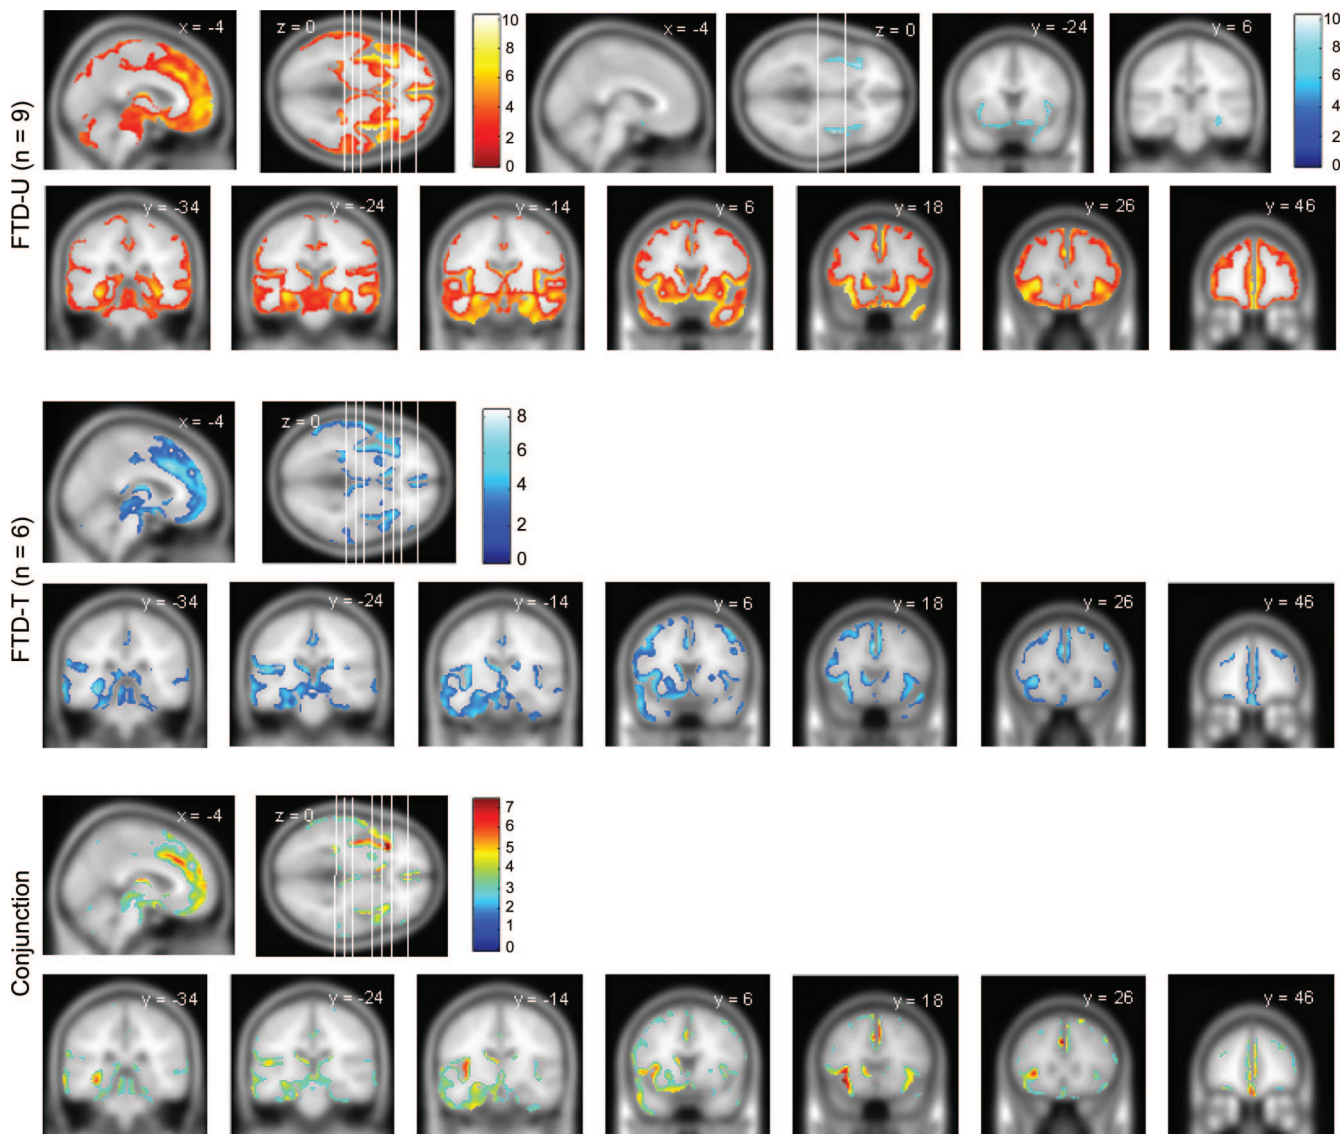 FTD-U (n = 9)
x = -4
z = 0
10
8
6
4
2
0
x = -4
z = 0
y = -24
y = 6
10
8
6
4
2
0
y = -34
y = -24
y = -14
y = 6
y = 18
y = 26
y = 46
FTD-T (n = 6)
x = -4
z = 0
8
6
4
2
0
y = -34
y = -24
y = -14
y = 6
y = 18
y = 26
y = 46
Conjunction
x = -4
z = 0
7
6
5
4
3
2
1
0
y = -34
y = -24
y = -14
y = 6
y = 18
y = 26
y = 46